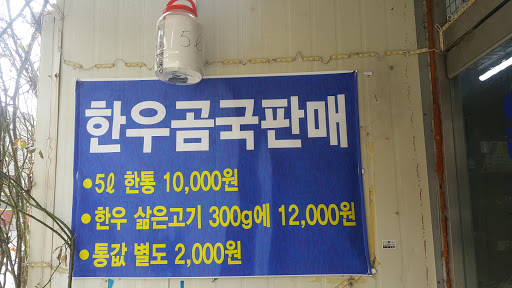 5ℓ
한우곰국판매
•5ℓ 한통 10,000원
•한우 삶은고기 300g에 12,000원
•통값 별도 2,000원